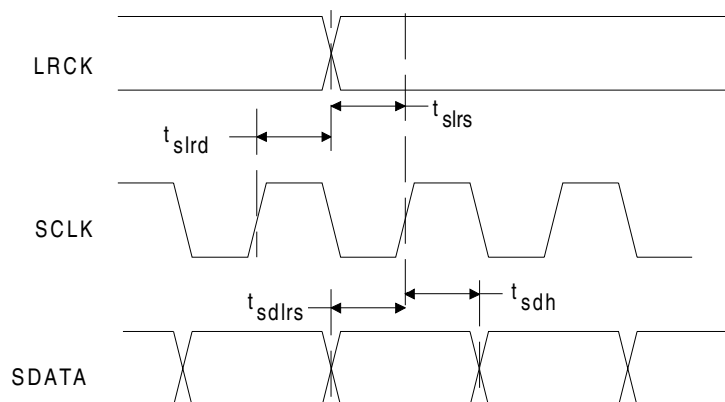 LRCK
t slrs
t slrd
SCLK
t sdlrs
t sdh
SDATA